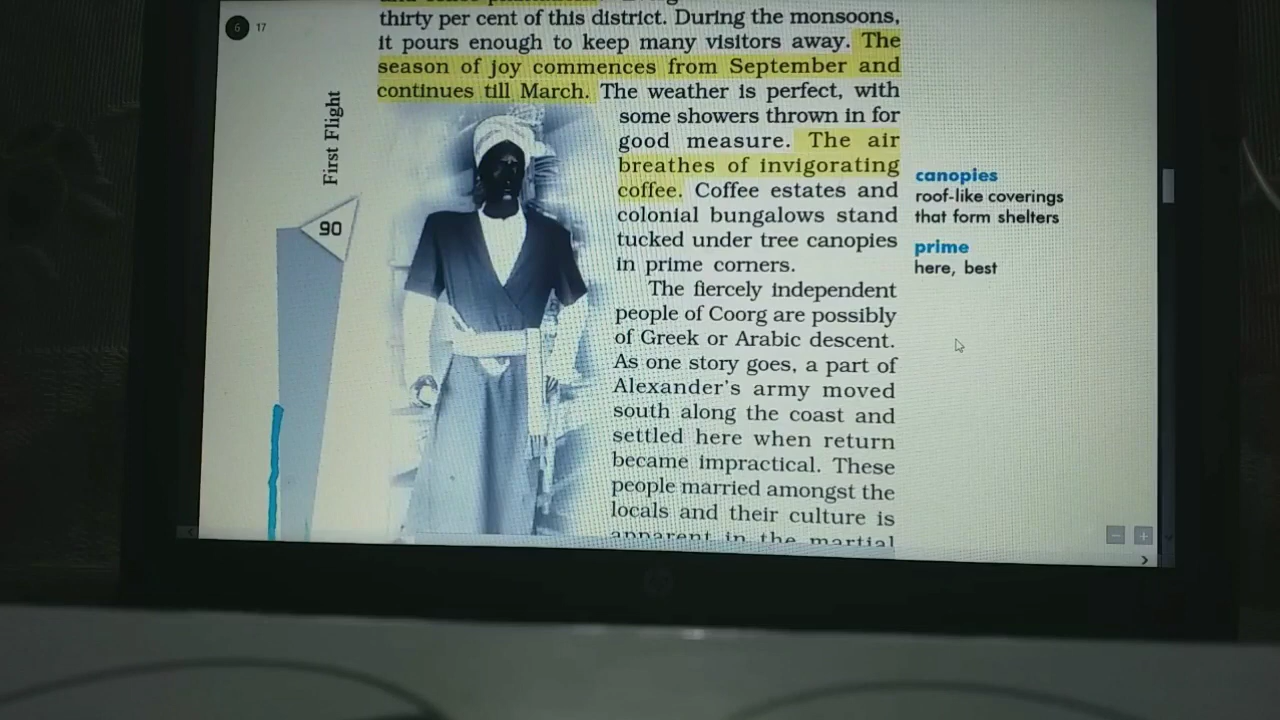 6 17
thirty per cent of this district. During the monsoons,
it pours enough to keep many visitors away. The
season of joy commences from September and
continues till March. The weather is perfect, with
some showers thrown in for
good measure. The air
breathes of invigorating
coffee. Coffee estates and
colonial bungalows stand
tucked under tree canopies
in prime corners.
The fiercely independent
people of Coorg are possibly
of Greek or Arabic descent.
As one story goes, a part of
Alexander's army moved
south along the coast and
settled here when return
became impractical. These
people married amongst the
locals and their culture is
apparent in the martial
First Flight
90
canopies
roof-like coverings
that form shelters
prime
here, best